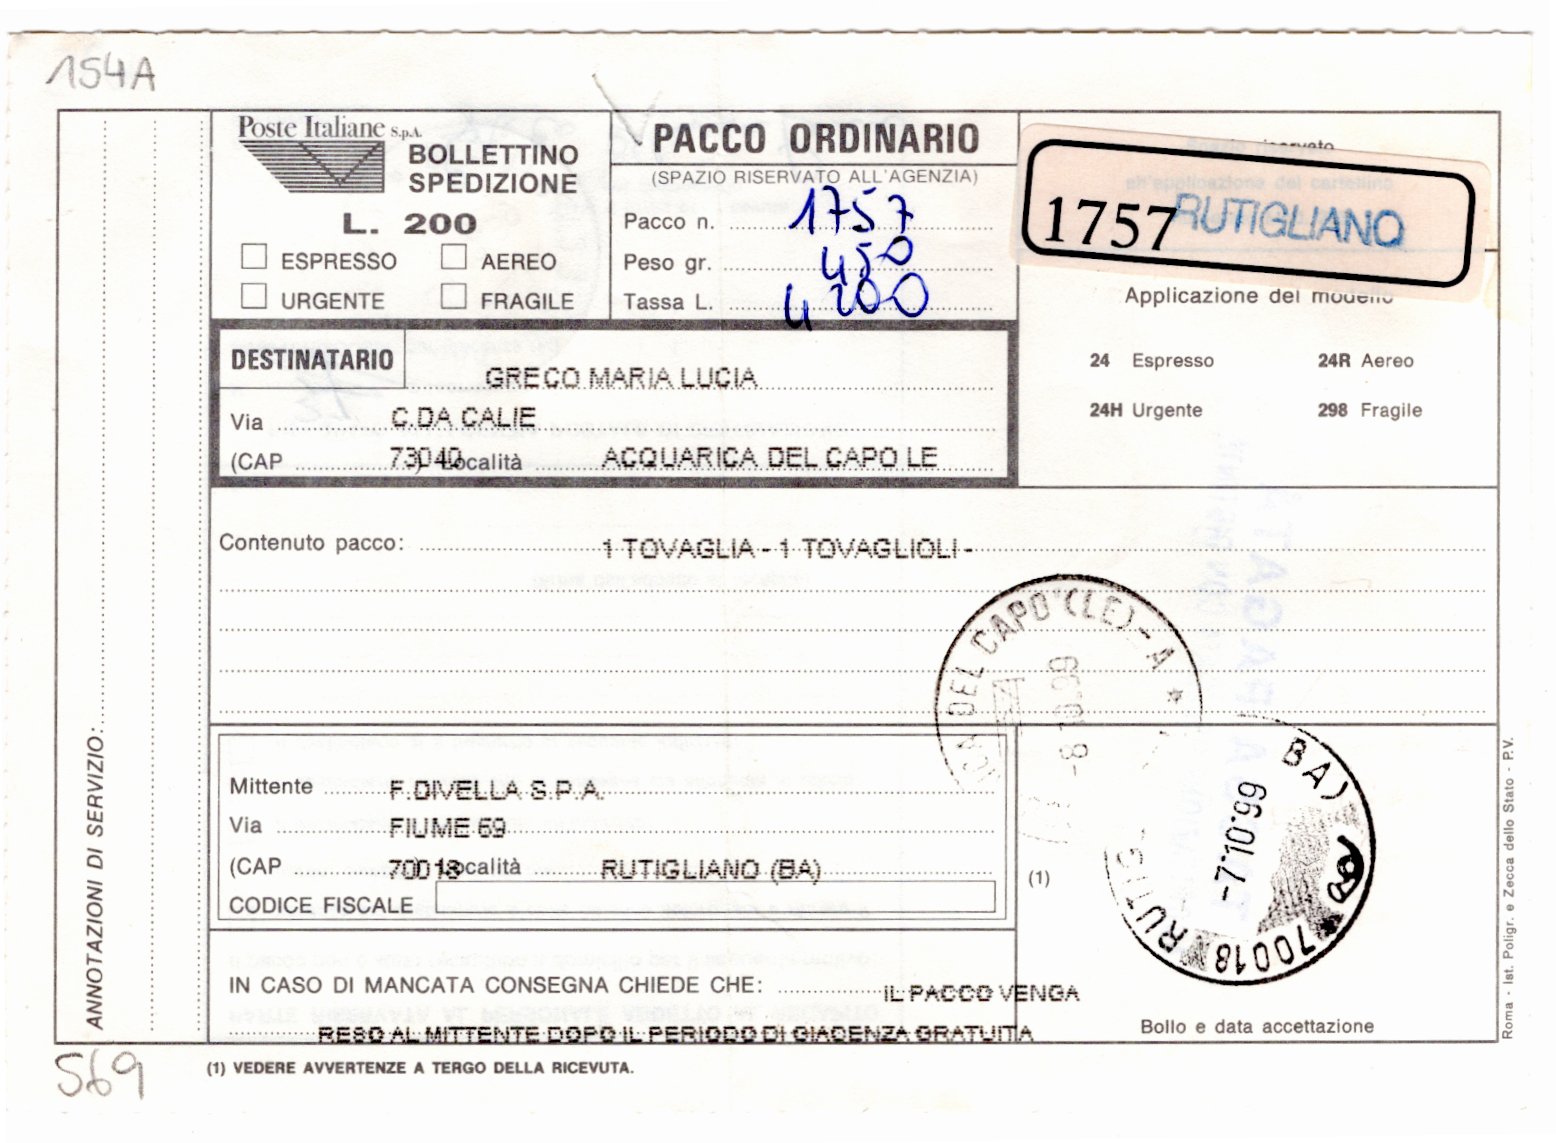 154A
Poste Italiane S.p.A.
BOLLETTINO
SPEDIZIONE
L. 200
ESPRESSO AEREO
URGENTE FRAGILE
PACCO ORDINARIO
(SPAZIO RISERVATO ALL'AGENZIA)
Pacco n. 1757
Peso gr. 450
Tassa L. 4200
1757 RUTIGLIANO
Applicazione del modello
24 Espresso 24R Aereo
24H Urgente 298 Fragile
DESTINATARIO
GRECO MARIA LUCIA
Via C.DA CALIE
(CAP 73040) Località ACQUARICA DEL CAPO LE
Contenuto pacco: 1 TOVAGLIA - 1 TOVAGLIOLI -
DEL CAPO (LE) - A *
-8.10.99
Mittente F.DIVELLA S.P.A.
Via FIUME 69
(CAP 70018) Località RUTIGLIANO (BA)
CODICE FISCALE
(1)
BA)
-7.10.99
* 70018 RUTIG
IN CASO DI MANCATA CONSEGNA CHIEDE CHE: IL PACCO VENGA
RESO AL MITTENTE DOPO IL PERIODO DI GIACENZA GRATUITA
Bollo e data accettazione
ANNOTAZIONI DI SERVIZIO:
Roma - Ist. Poligr. e Zecca dello Stato - P.V.
569
(1) VEDERE AVVERTENZE A TERGO DELLA RICEVUTA.